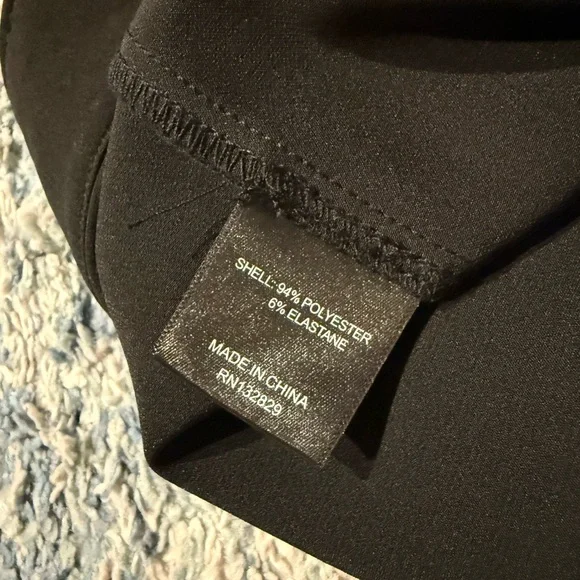 SHELL: 94% POLYESTER
6% ELASTANE
MADE IN CHINA
RN132829